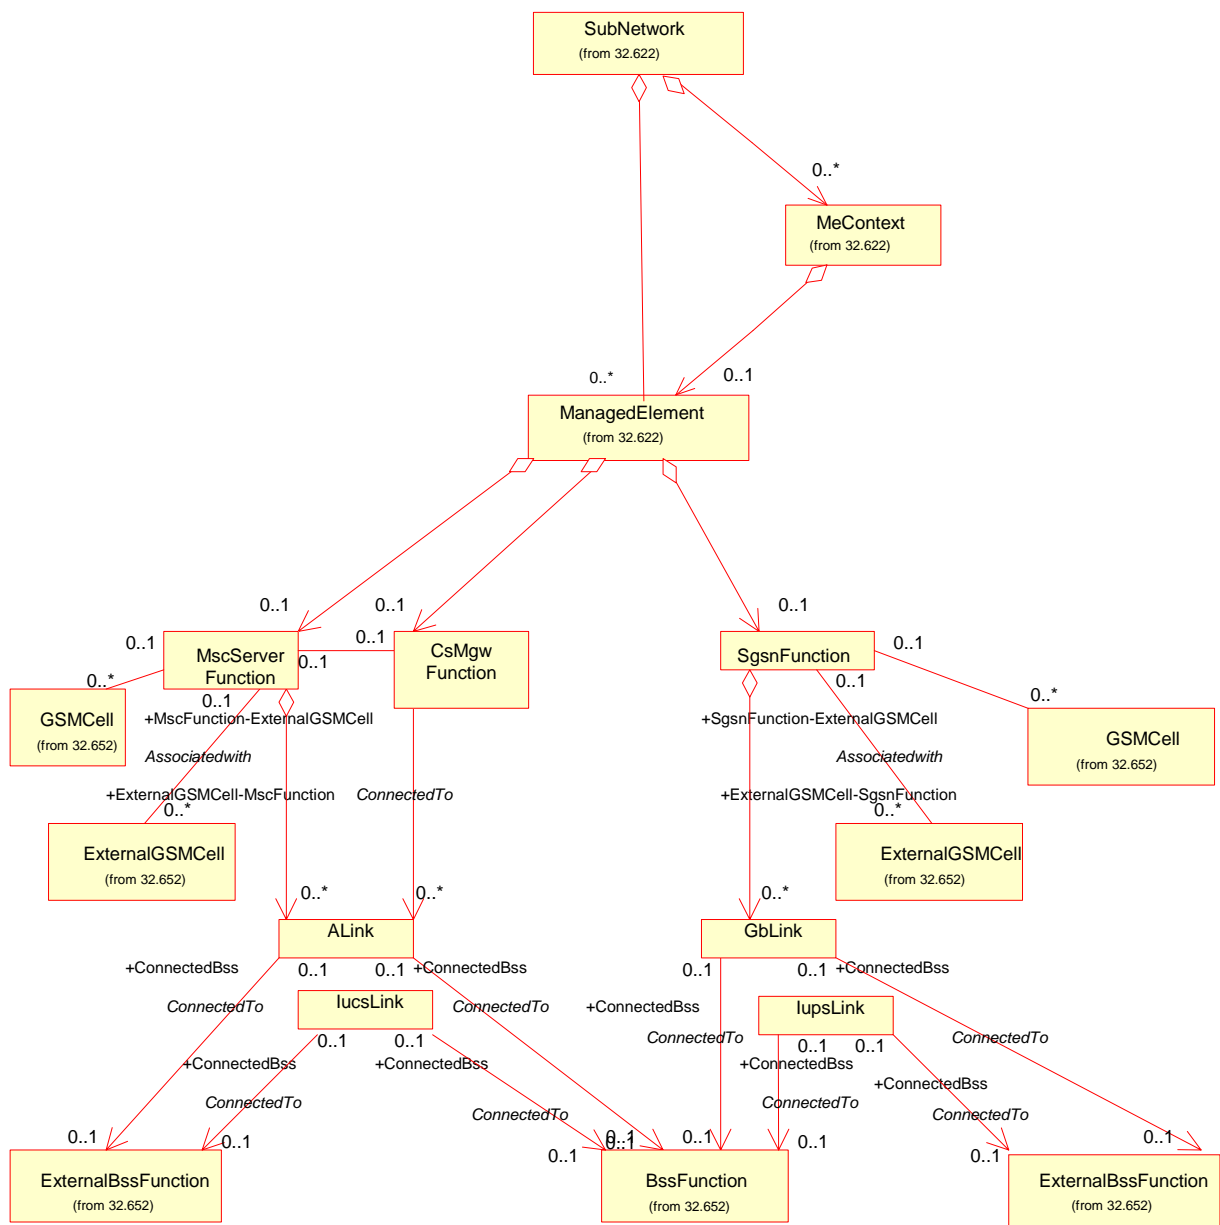 SubNetwork
(from 32.622)
0..*
MeContext
(from 32.622)
0..*
0..1
ManagedElement
(from 32.622)
0..1
0..1
0..1
0..1
0..1
0..1
0..1
MscServer
Function
CsMgw
Function
SgsnFunction
0..1
0..1
0..*
0..1
0..*
GSMCell
(from 32.652)
+MscFunction-ExternalGSMCell
+SgsnFunction-ExternalGSMCell
GSMCell
(from 32.652)
Associatedwith
Associatedwith
+ExternalGSMCell-MscFunction
ConnectedTo
+ExternalGSMCell-SgsnFunction
0..*
0..*
ExternalGSMCell
(from 32.652)
ExternalGSMCell
(from 32.652)
0..*
0..*
0..*
ALink
GbLink
+ConnectedBss
0..1
0..1
+ConnectedBss
0..1
0..1
+ConnectedBss
ConnectedTo
IucsLink
ConnectedTo
+ConnectedBss
IupsLink
0..1
0..1
ConnectedTo
0..1
0..1
ConnectedTo
+ConnectedBss
+ConnectedBss
+ConnectedBss
+ConnectedBss
ConnectedTo
ConnectedTo
ConnectedTo
ConnectedTo
0..1
0..1
0..1
0..1
0..1
0..1
0..1
0..1
0..1
ExternalBssFunction
(from 32.652)
BssFunction
(from 32.652)
ExternalBssFunction
(from 32.652)